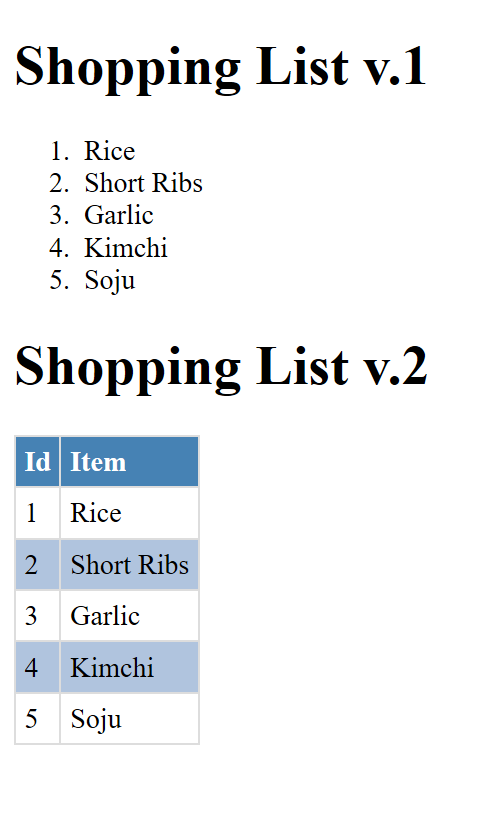 Shopping List v.1
1. Rice
2. Short Ribs
3. Garlic
4. Kimchi
5. Soju
Shopping List v.2
Id Item
1 Rice
2 Short Ribs
3 Garlic
4 Kimchi
5 Soju